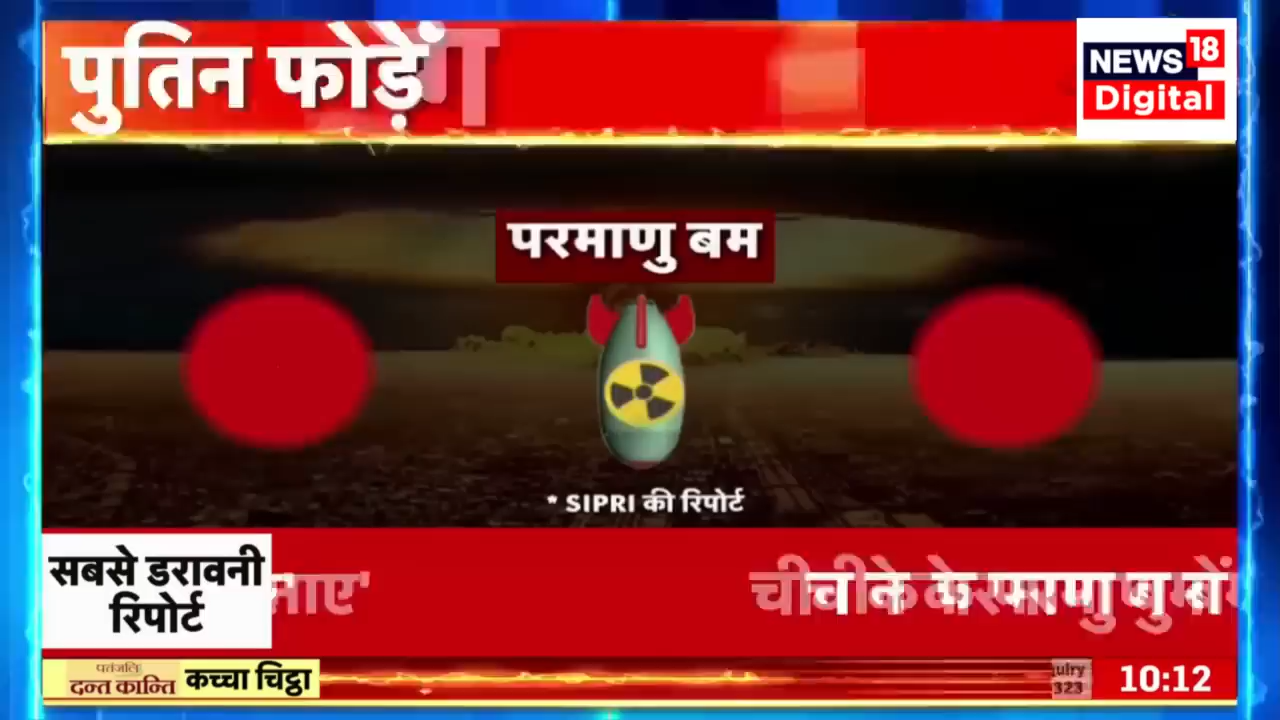 पुतिन फोड़ेंगे
NEWS 18
Digital
परमाणु बम
* SIPRI की रिपोर्ट
सबसे डरावनी
रिपोर्ट
पतंजलि
दन्त कान्ति
कच्चा चिट्ठा
10:12